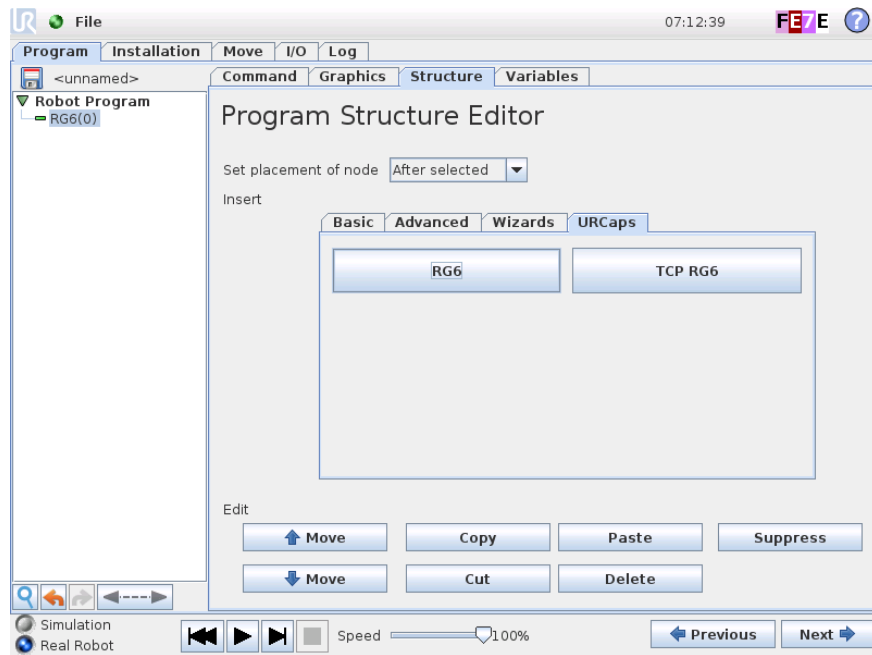 UR File 07:12:39 FE7E ?
Program Installation Move I/O Log
<unnamed> Command Graphics Structure Variables
Robot Program
RG6(0)
Program Structure Editor
Set placement of node After selected
Insert
Basic Advanced Wizards URCaps
RG6 TCP RG6
Edit
Move Copy Paste Suppress
Move Cut Delete
Simulation
Real Robot
Speed 100% Previous Next